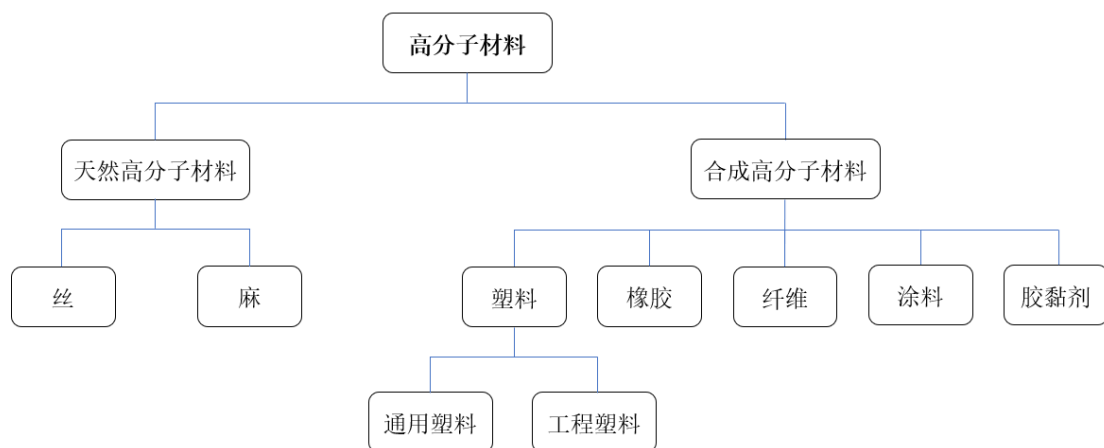 高分子材料
天然高分子材料
合成高分子材料
丝
麻
塑料
橡胶
纤维
涂料
胶黏剂
通用塑料
工程塑料